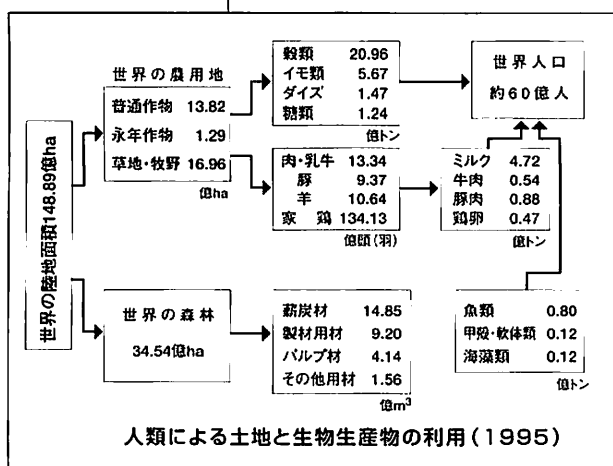 世界の陸地面積148.89億ha
世界の農用地
普通作物 13.82
永年作物 1.29
草地・牧野 16.96
億ha
穀類 20.96
イモ類 5.67
ダイズ 1.47
糖類 1.24
億トン
世界人口
約60億人
肉・乳牛 13.34
豚 9.37
羊 10.64
家鶏 134.13
億頭(羽)
ミルク 4.72
牛肉 0.54
豚肉 0.88
鶏卵 0.47
億トン
世界の森林
34.54億ha
薪炭材 14.85
製材用材 9.20
パルプ材 4.14
その他用材 1.56
億m³
魚類 0.80
甲殻・軟体類 0.12
海藻類 0.12
億トン
人類による土地と生物生産物の利用(1995)